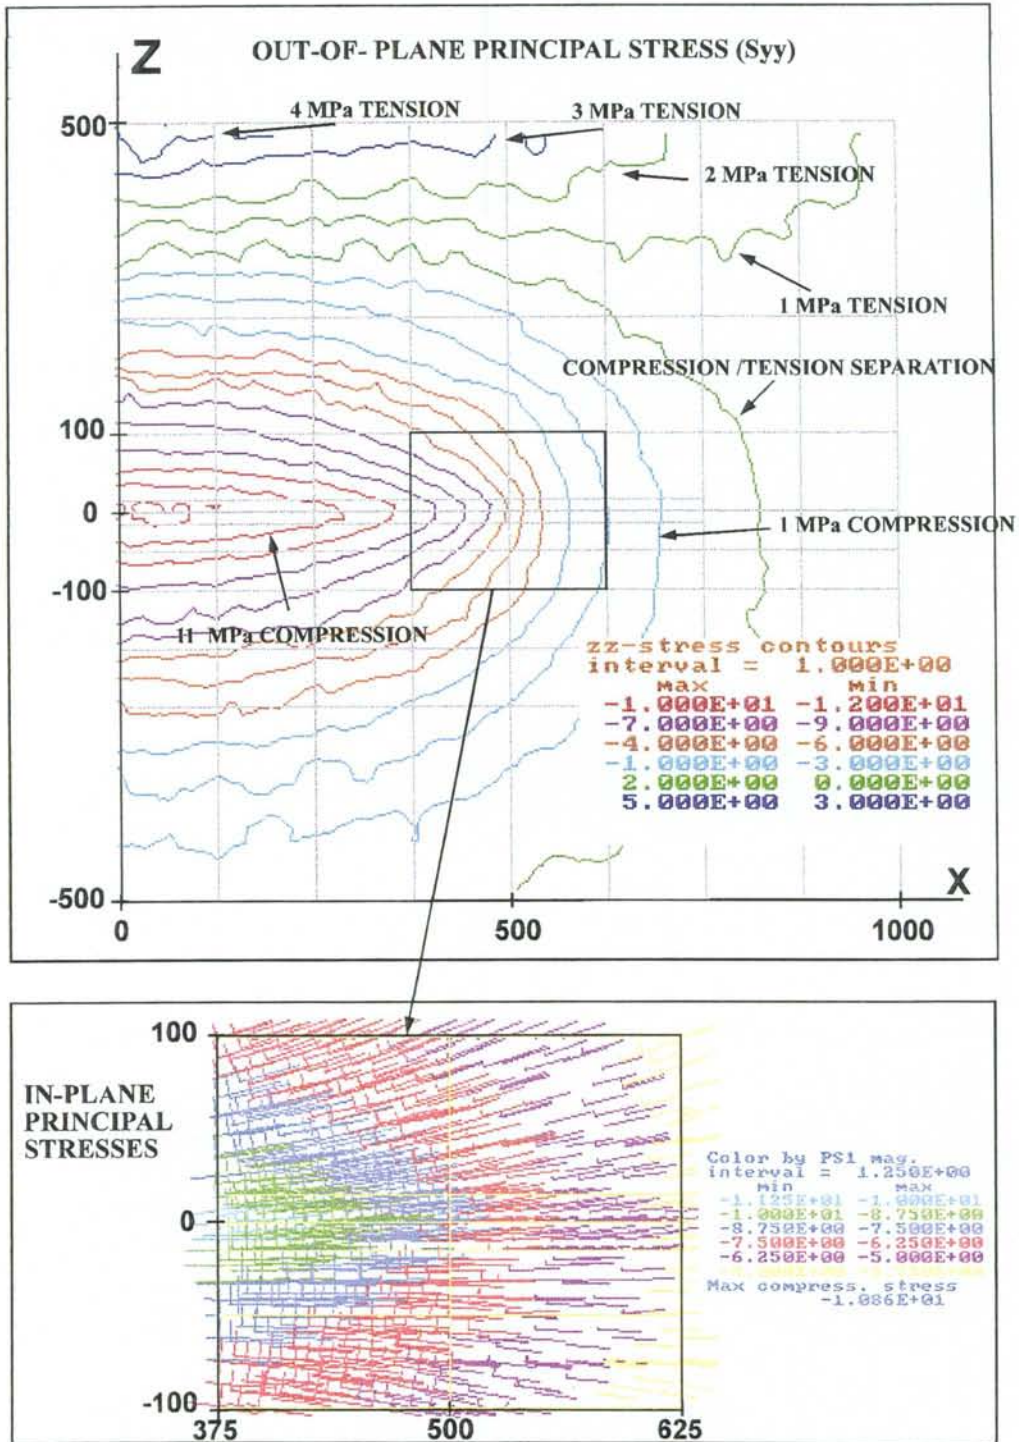 OUT-OF- PLANE PRINCIPAL STRESS (Syy)
Z
4 MPa TENSION
3 MPa TENSION
500
2 MPa TENSION
1 MPa TENSION
COMPRESSION /TENSION SEPARATION
100
0
1 MPa COMPRESSION
-100
11 MPa COMPRESSION
zz-stress contours
interval = 1.000E+00
max min
-1.000E+01 -1.200E+01
-7.000E+00 -9.000E+00
-4.000E+00 -6.000E+00
-1.000E+00 -3.000E+00
2.000E+00 0.000E+00
5.000E+00 3.000E+00
X
-500
0 500 1000
100
IN-PLANE
PRINCIPAL
STRESSES
Color by PS1 mag.
interval = 1.250E+00
min max
-1.125E+01 -1.000E+01
-1.000E+01 -8.750E+00
-8.750E+00 -7.500E+00
-7.500E+00 -6.250E+00
-6.250E+00 -5.000E+00
Max compress. stress
-1.086E+01
0
-100
375 500 625